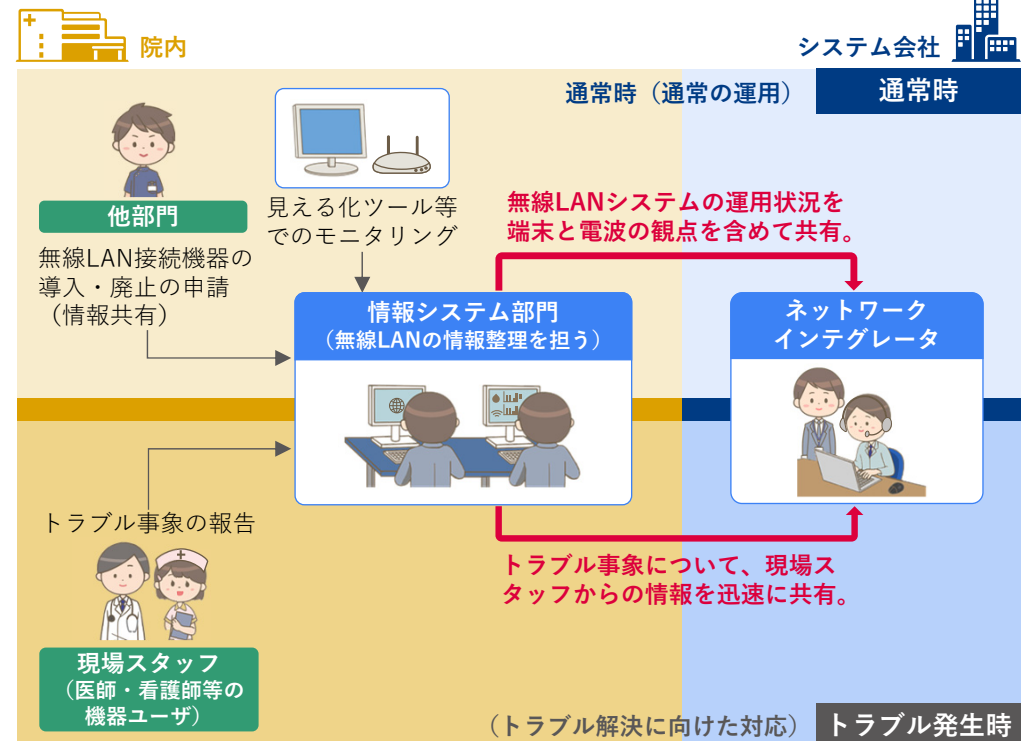 院内
システム会社
通常時（通常の運用）
通常時
他部門
無線LAN接続機器の
導入・廃止の申請
（情報共有）
見える化ツール等
でのモニタリング
無線LANシステムの運用状況を
端末と電波の観点を含めて共有。
情報システム部門
（無線LANの情報整理を担う）
ネットワーク
インテグレータ
トラブル事象の報告
現場スタッフ
（医師・看護師等の
機器ユーザ）
トラブル事象について、現場ス
タッフからの情報を迅速に共有。
（トラブル解決に向けた対応）
トラブル発生時